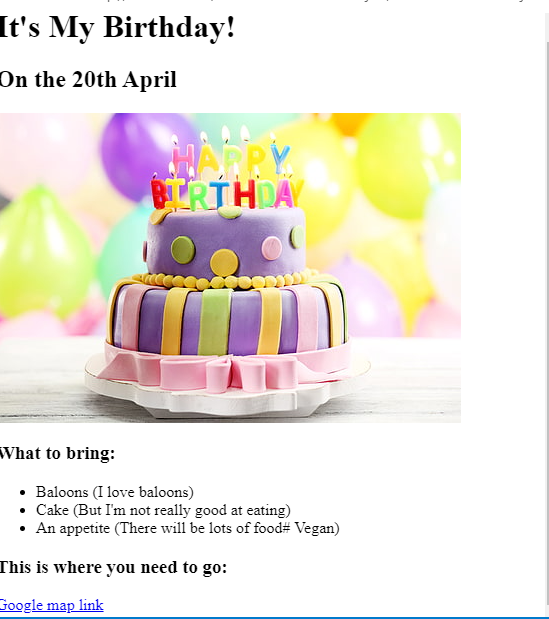 It's My Birthday!
On the 20th April
HAPPY
BIRTHDAY
What to bring:
Baloons (I love baloons)
Cake (But I'm not really good at eating)
An appetite (There will be lots of food# Vegan)
This is where you need to go:
Google map link